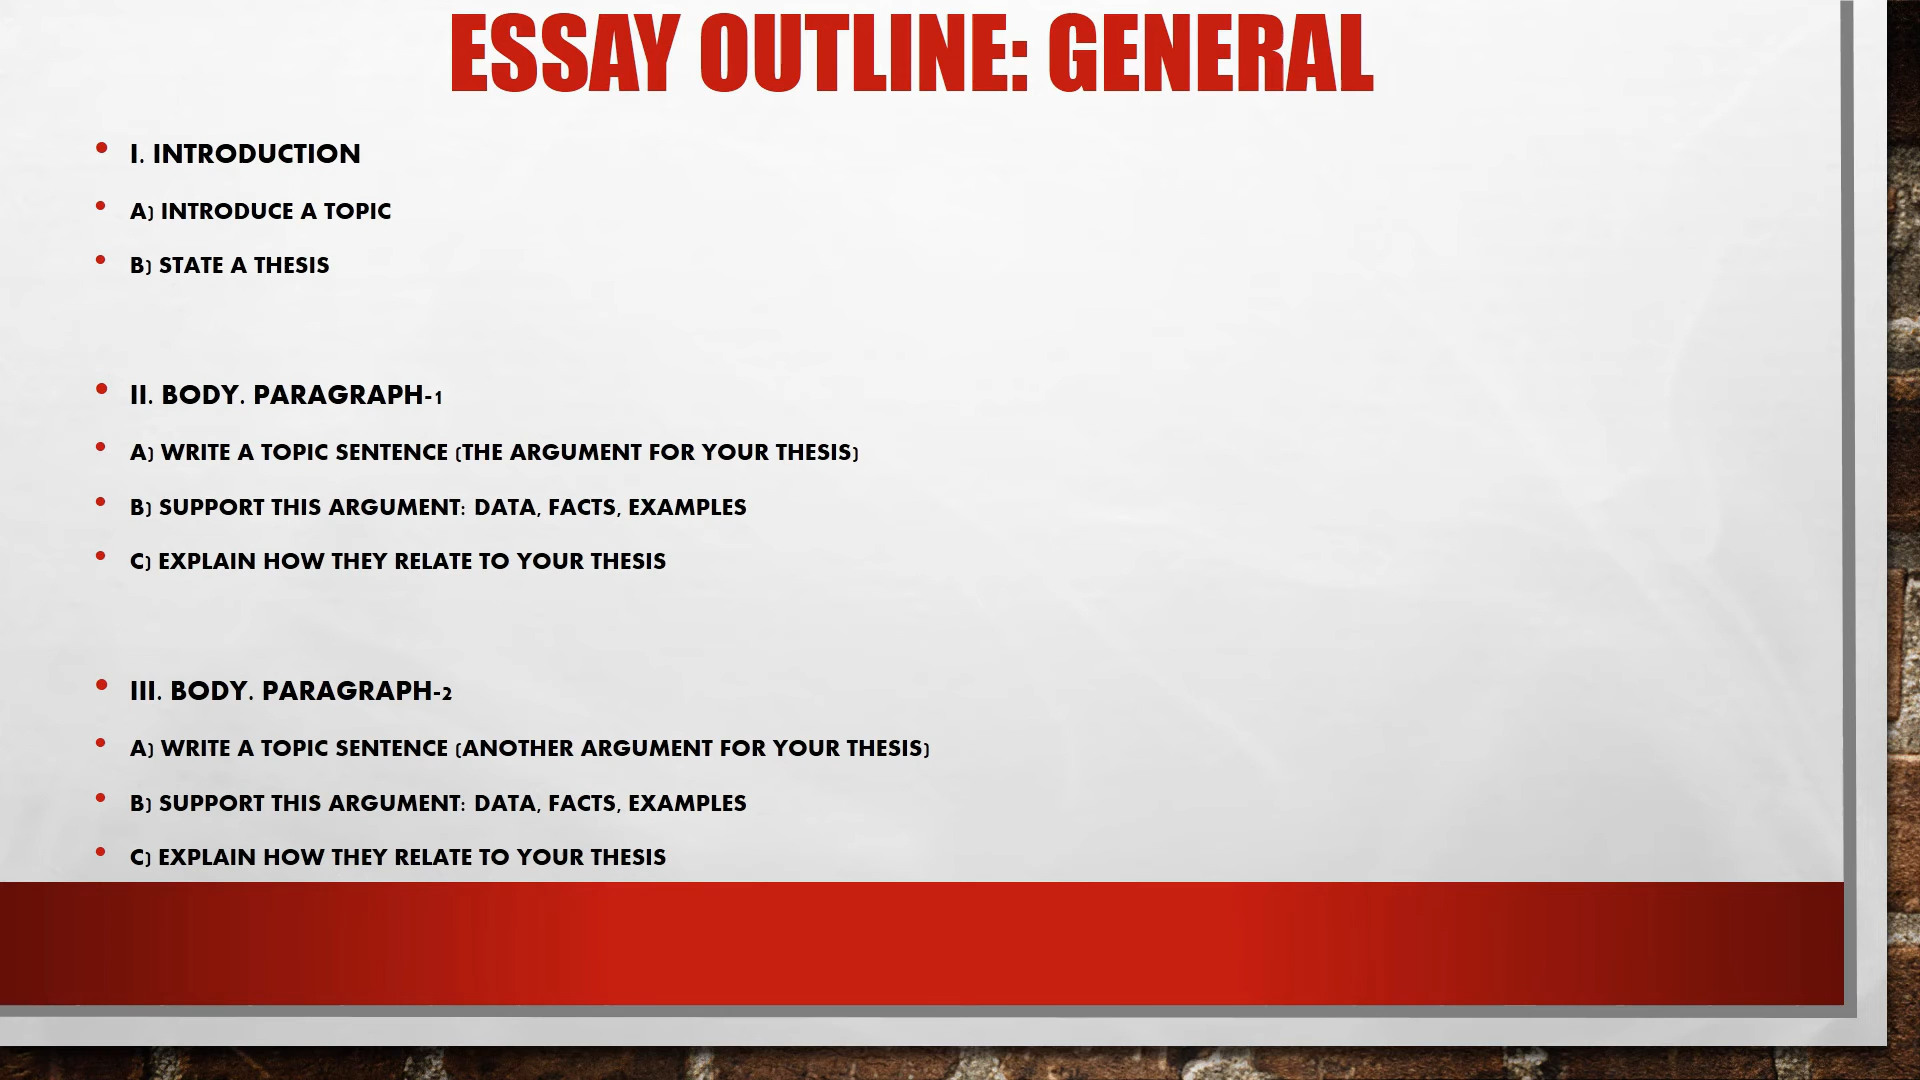 ESSAY OUTLINE: GENERAL
• I. INTRODUCTION
• A) INTRODUCE A TOPIC
• B) STATE A THESIS
• II. BODY. PARAGRAPH-1
• A) WRITE A TOPIC SENTENCE (THE ARGUMENT FOR YOUR THESIS)
• B) SUPPORT THIS ARGUMENT: DATA, FACTS, EXAMPLES
• C) EXPLAIN HOW THEY RELATE TO YOUR THESIS
• III. BODY. PARAGRAPH-2
• A) WRITE A TOPIC SENTENCE (ANOTHER ARGUMENT FOR YOUR THESIS)
• B) SUPPORT THIS ARGUMENT: DATA, FACTS, EXAMPLES
• C) EXPLAIN HOW THEY RELATE TO YOUR THESIS